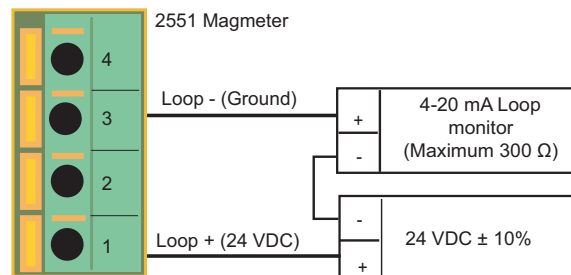 2551 Magmeter
4
Loop - (Ground)
3
+
-
4-20 mA Loop
monitor
(Maximum 300 Ω)
2
1
Loop + (24 VDC)
-
+
24 VDC ± 10%